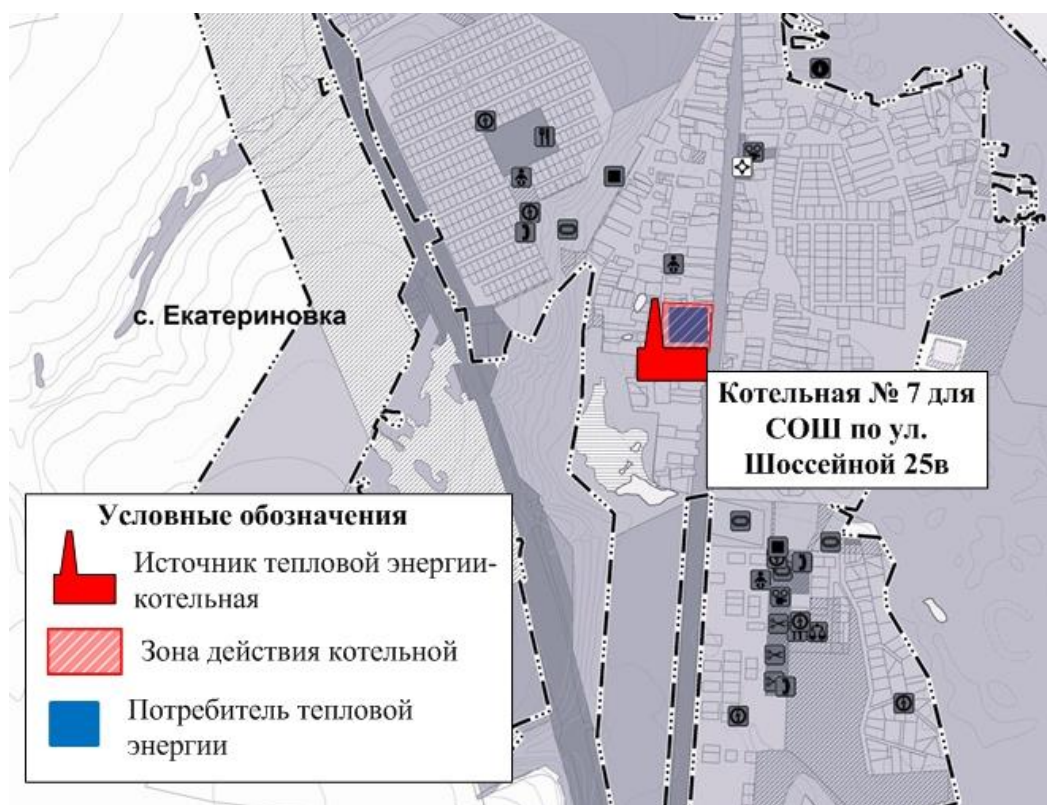 с. Екатериновка
Котельная № 7 для
СОШ по ул.
Шоссейной 25в
Условные обозначения
Источник тепловой энергии-
котельная
Зона действия котельной
Потребитель тепловой
энергии